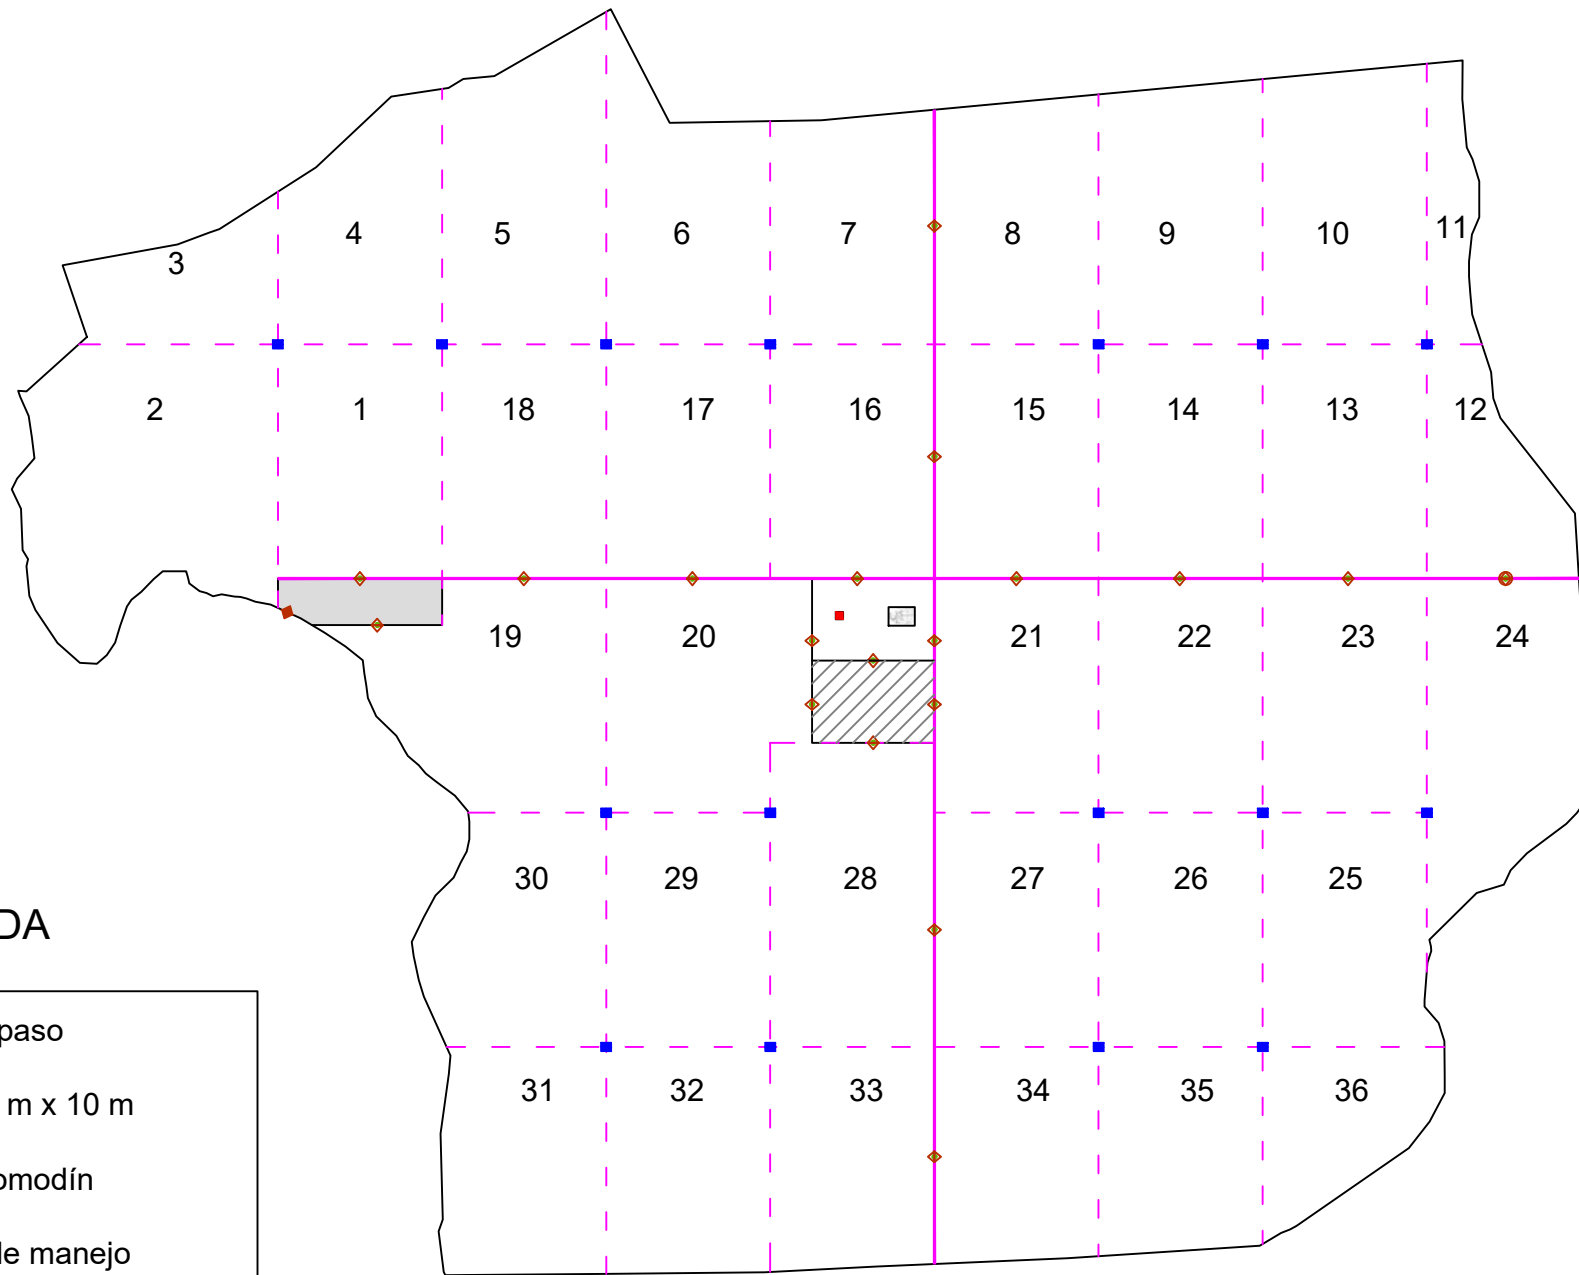 3 4 5 6 7 8 9 10 11
2 1 18 17 16 15 14 13 12
19 20 21 22 23 24
30 29 28 27 26 25
DA
paso
31 32 33 34 35 36
m x 10 m
omodín
le manejo